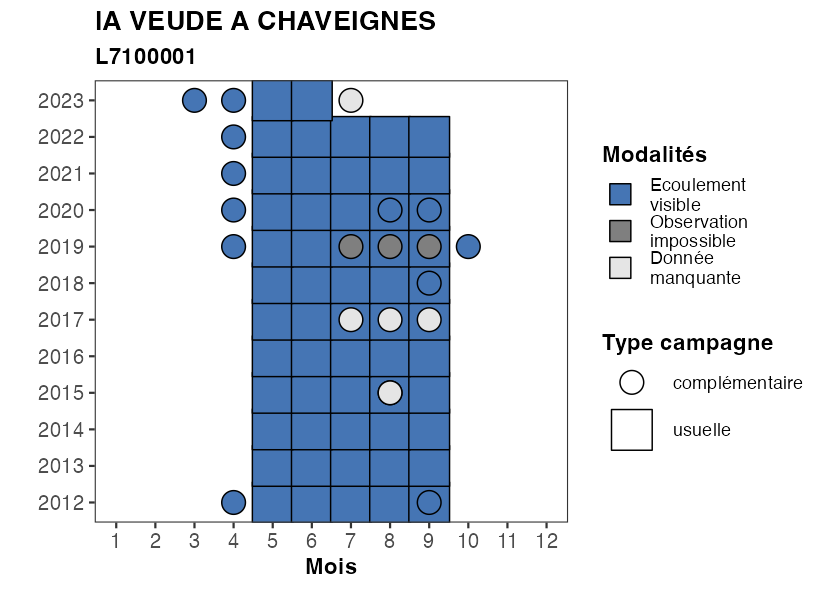 IA VEUDE A CHAVEIGNES
L7100001
2023
2022
2021
2020
2019
2018
2017
2016
2015
2014
2013
2012
1 2 3 4 5 6 7 8 9 10 11 12
Mois
Modalités
Ecoulement
visible
Observation
impossible
Donnée
manquante
Type campagne
complémentaire
usuelle